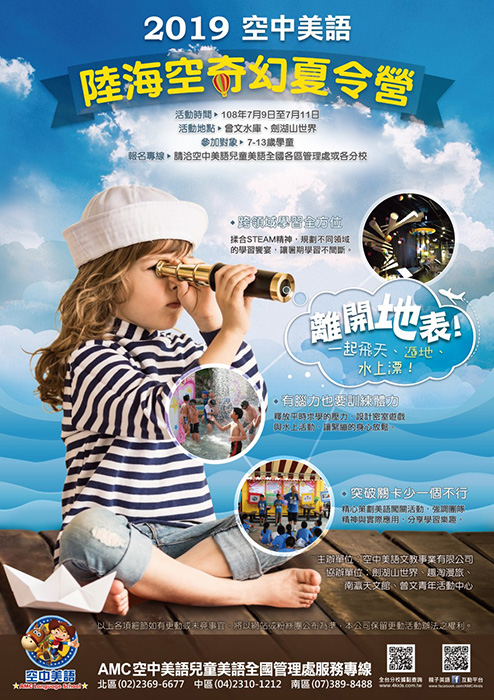 2019 空中美語
陸海空奇幻夏令營
活動時間▸108年7月9日至7月11日
活動地點▸曾文水庫、劍湖山世界
參加對象▸7-13歲學童
報名專線▸請洽空中美語兒童美語全國各區管理處或各分校
跨領域學習全方位
揉合STEAM精神，規劃不同領域
的學習饗宴，讓暑期學習不間斷。
離開地表!
一起飛天、遁地、
水上漂！
有腦力也要訓練體力
釋放平時求學的壓力，設計密室遊戲
與水上活動，讓緊繃的身心放鬆。
突破關卡少一個不行
精心策劃美語闖關活動，強調團隊
精神與實際應用，分享學習樂趣。
主辦單位：空中美語文教事業有限公司
協辦單位：劍湖山世界、趣淘漫旅、
南瀛天文館、曾文青年活動中心
以上各項細節如有更動或未竟事宜，將以網站或粉絲團公布為準，本公司保留更動活動辦法之權利。
空中美語
AMC Language School
AMC空中美語兒童美語全國管理處服務專線
北區(02)2369-6677 中區(04)2310-1212 南區(07)389-8488
全台分校據點查詢
親子美語 互動平台